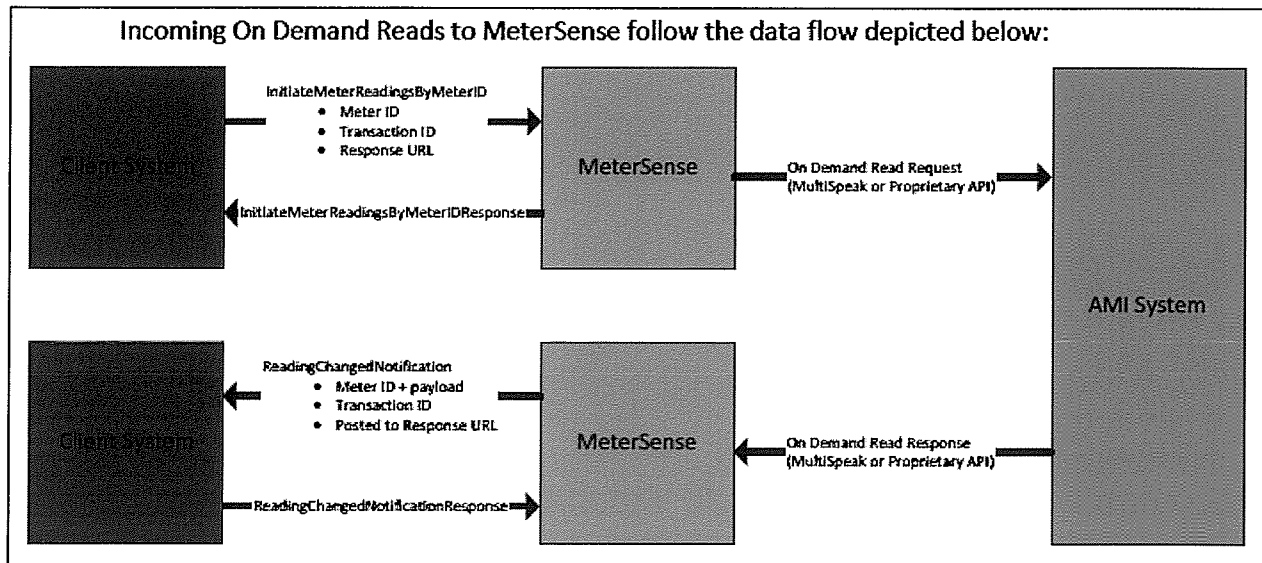 Incoming On Demand Reads to MeterSense follow the data flow depicted below:
InitiateMeterReadingsByMeterID
• Meter ID
• Transaction ID
• Response URL
Client System
MeterSense
On Demand Read Request
(MultiSpeak or Proprietary API)
InitiateMeterReadingsByMeterIDResponse
AMI System
ReadingChangedNotification
• Meter ID + payload
• Transaction ID
• Posted to Response URL
Client System
MeterSense
On Demand Read Response
(MultiSpeak or Proprietary API)
ReadingChangedNotificationResponse